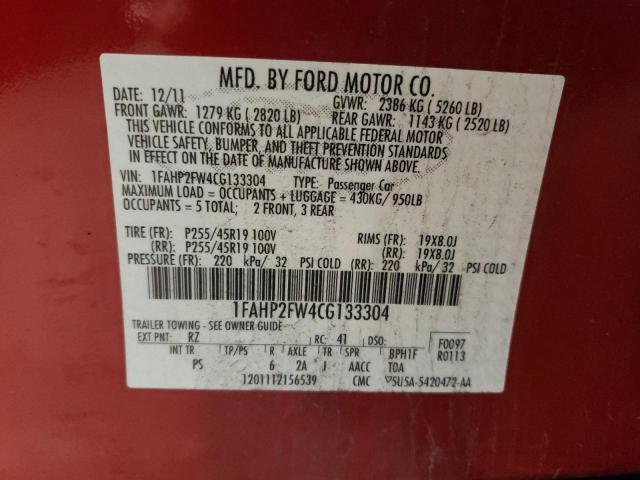 MFD. BY FORD MOTOR CO.
DATE: 12/11 GVWR: 2386 KG ( 5260 LB)
FRONT GAWR: 1279 KG ( 2820 LB) REAR GAWR: 1143 KG ( 2520 LB)
THIS VEHICLE CONFORMS TO ALL APPLICABLE FEDERAL MOTOR
VEHICLE SAFETY, BUMPER, AND THEFT PREVENTION STANDARDS
IN EFFECT ON THE DATE OF MANUFACTURE SHOWN ABOVE.
VIN: 1FAHP2FW4CG133304 TYPE: Passenger Car
MAXIMUM LOAD = OCCUPANTS + LUGGAGE = 430KG/ 950LB
OCCUPANTS = 5 TOTAL; 2 FRONT, 3 REAR
TIRE (FR): P255/45R19 100V RIMS (FR): 19X8.0J
(RR): P255/45R19 100V (RR): 19X8.0J
PRESSURE (FR): 220 kPa/ 32 PSI COLD (RR): 220 kPa/ 32 PSI COLD
1FAHP2FW4CG133304
TRAILER TOWING - SEE OWNER GUIDE
EXT PNT: RZ RC: 41 DSO: F0097
R0113
INT TR TP/PS R AXLE TR SPR BPH1F
PS 6 2A J AACC TOA
1201112156539 CMC 5U5A-5420472-AA